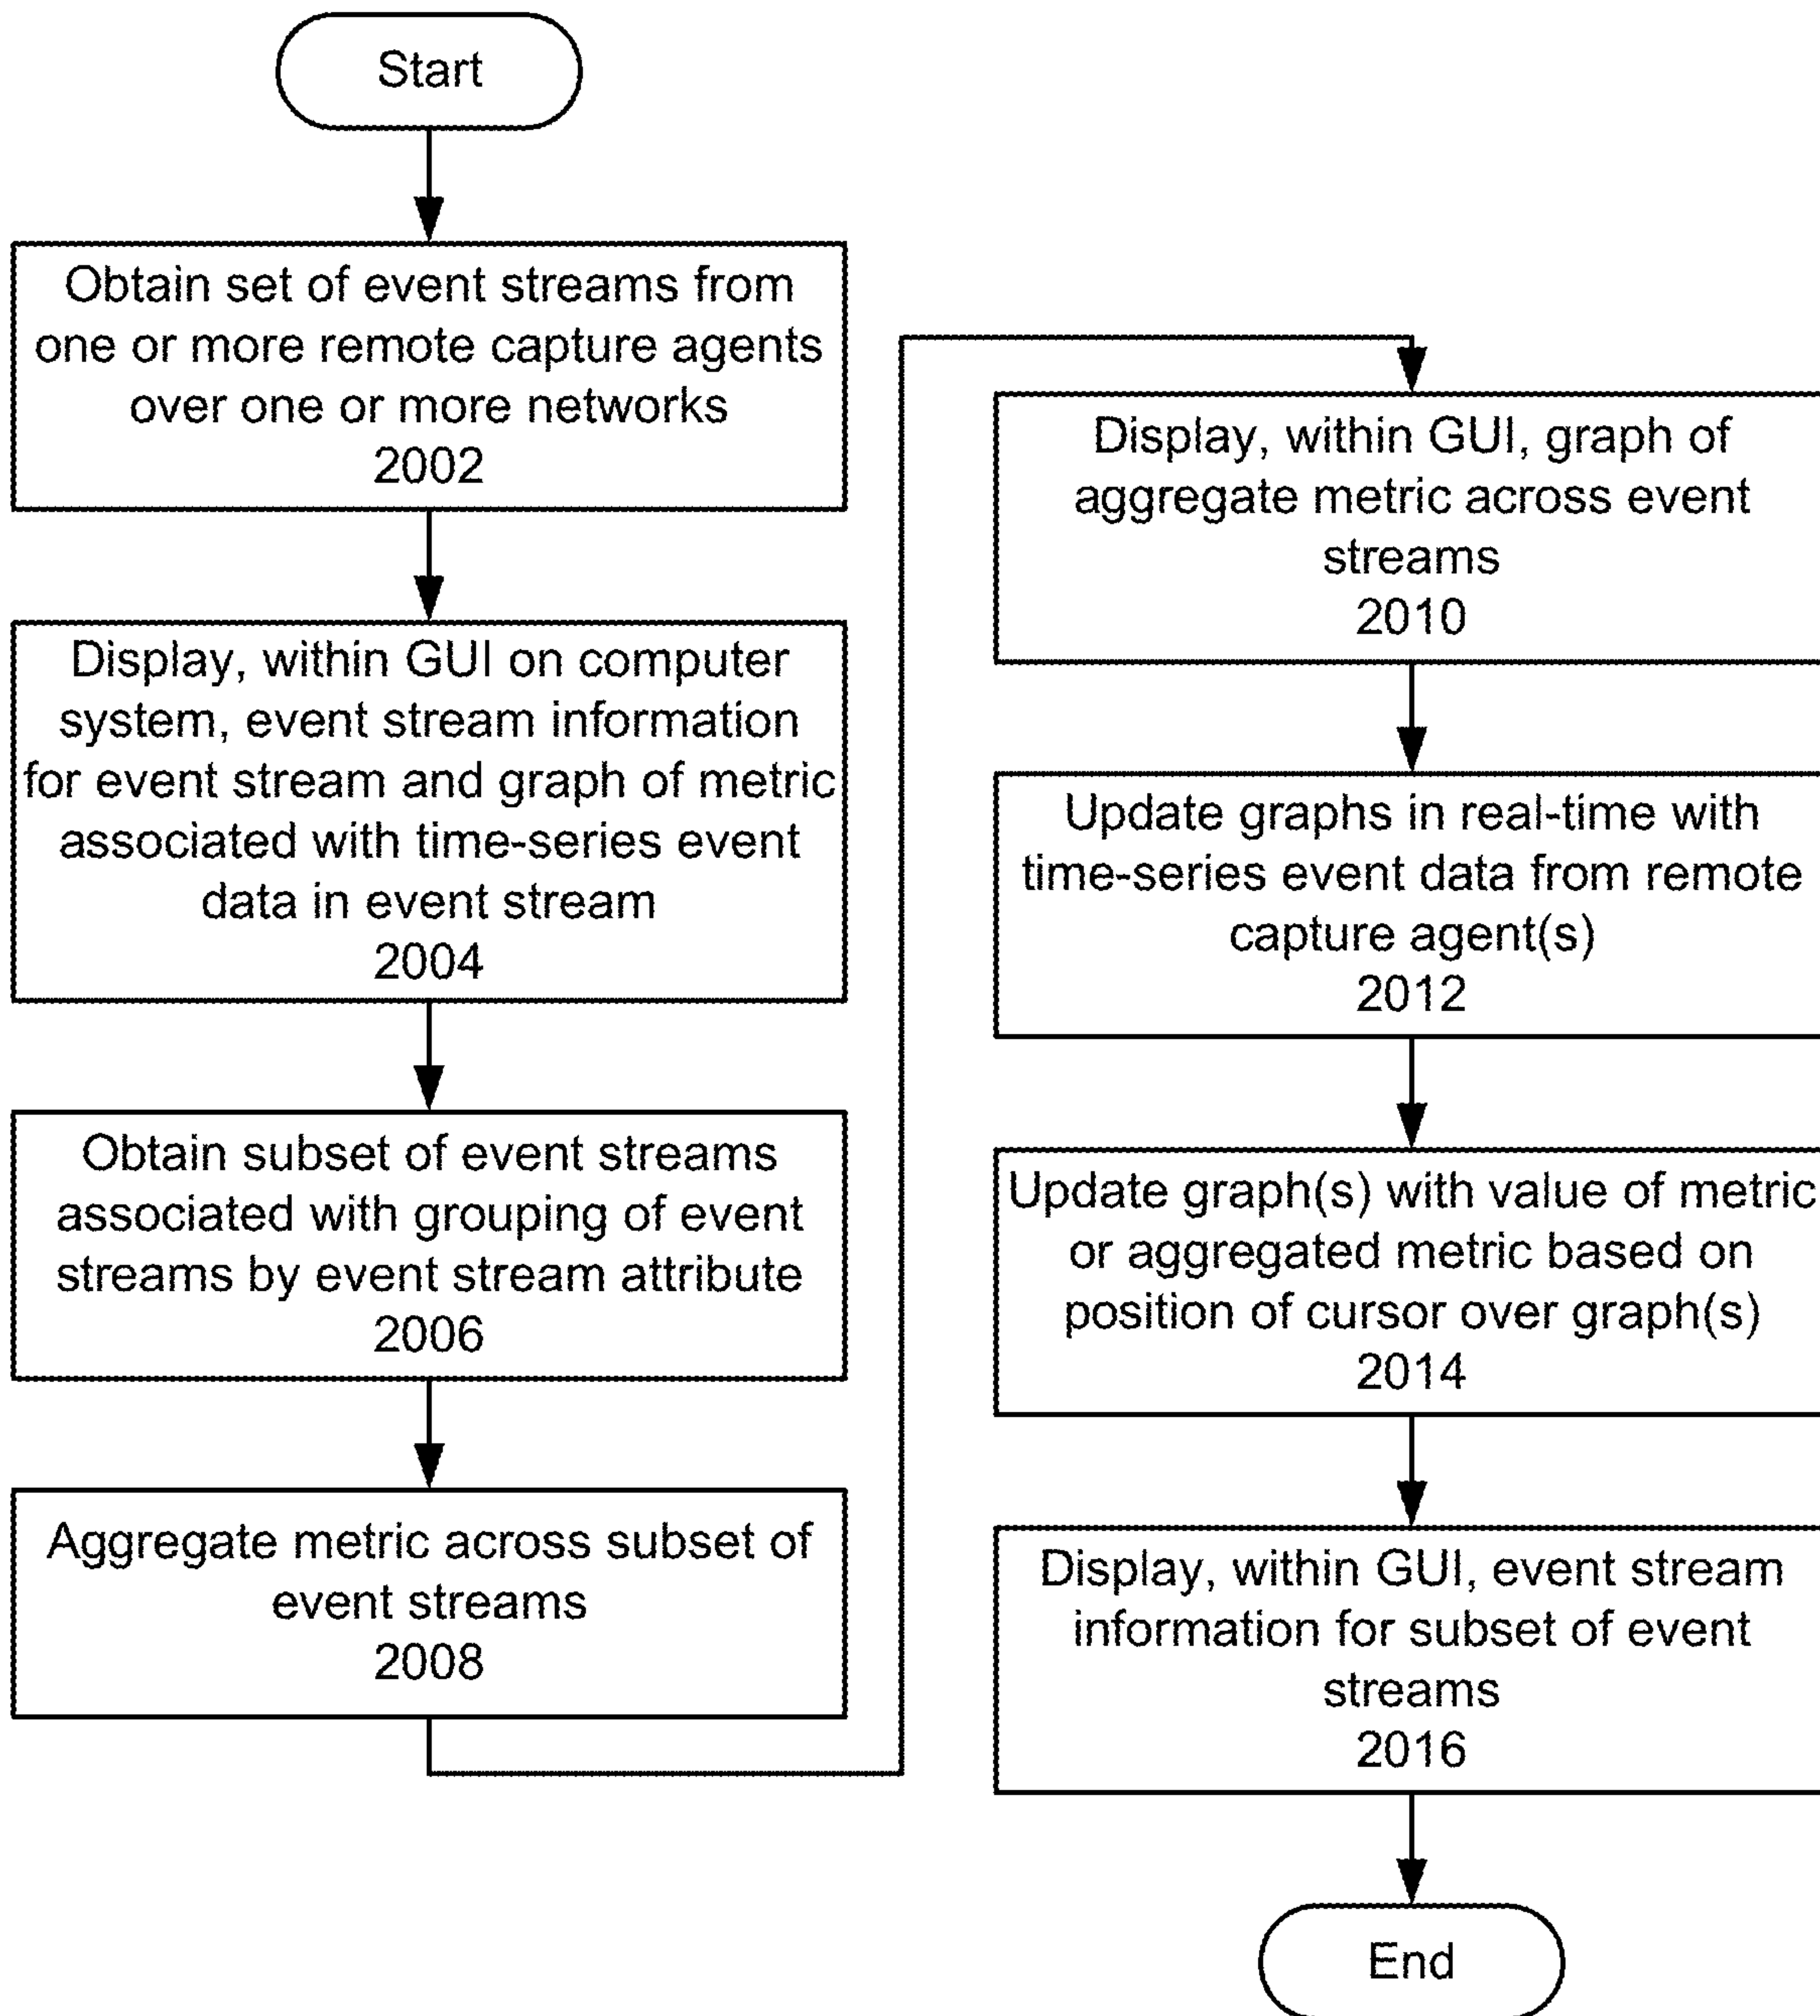 Start
Obtain set of event streams from
one or more remote capture agents
over one or more networks
2002
Display, within GUI on computer
system, event stream information
for event stream and graph of metric
associated with time-series event
data in event stream
2004
Obtain subset of event streams
associated with grouping of event
streams by event stream attribute
2006
Aggregate metric across subset of
event streams
2008
Display, within GUI, graph of
aggregate metric across event
streams
2010
Update graphs in real-time with
time-series event data from remote
capture agent(s)
2012
Update graph(s) with value of metric
or aggregated metric based on
position of cursor over graph(s)
2014
Display, within GUI, event stream
information for subset of event
streams
2016
End